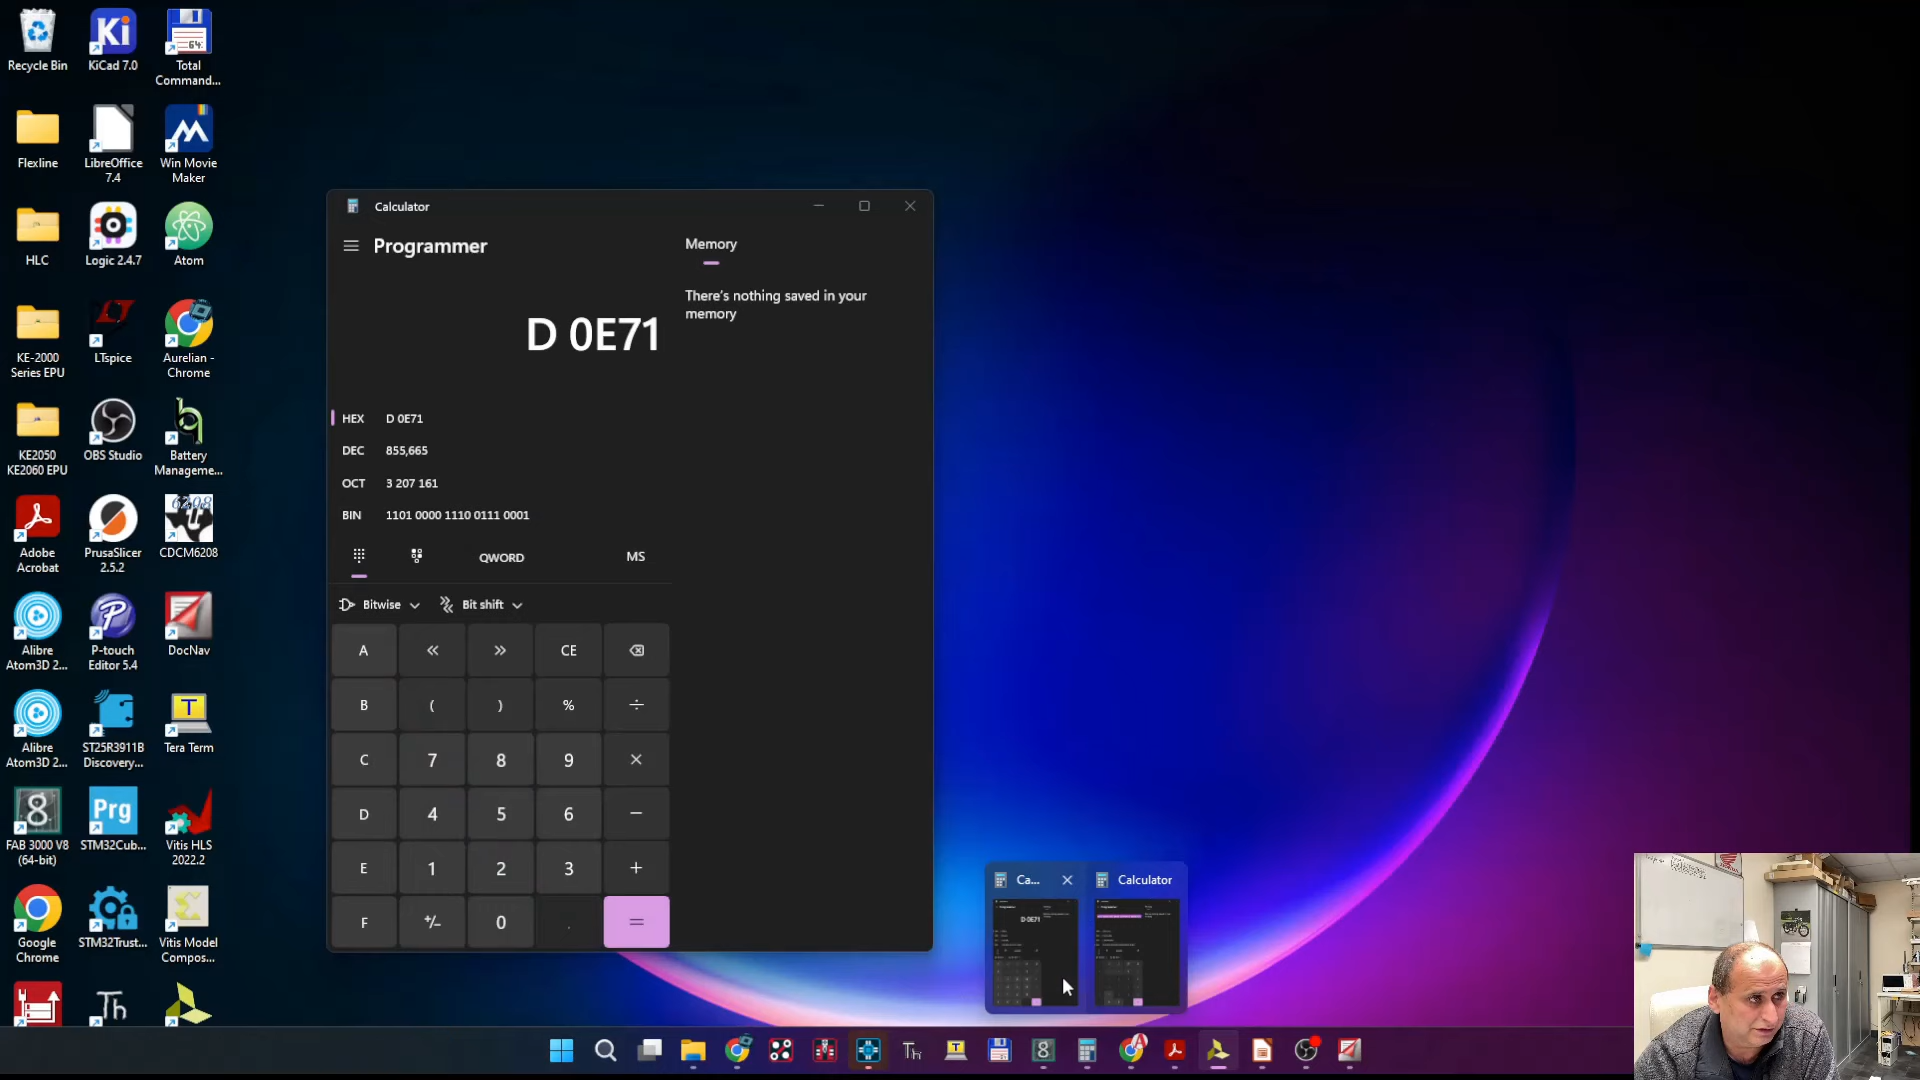 Recycle Bin
KiCad 7.0
Total
Command...
64
Flexline
LibreOffice
7.4
Win Movie
Maker
HLC
Logic 2.4.7
Atom
KE-2000
Series EPU
LTspice
Aurelian -
Chrome
KE2050
KE2060 EPU
OBS Studio
Battery
Manageme...
Adobe
Acrobat
PrusaSlicer
2.5.2
CDCM6208
Alibre
Atom3D 2...
P-touch
Editor 5.4
DocNav
Alibre
Atom3D 2...
ST25R3911B
Discovery...
Tera Term
FAB 3000 V8
(64-bit)
Prg
STM32Cub...
Vitis HLS
2022.2
Google
Chrome
STM32Trust...
Vitis Model
Compos...
Th
Calculator
Programmer
Memory
There's nothing saved in your
memory
D 0E71
HEX D 0E71
DEC 855,665
OCT 3 207 161
BIN 1101 0000 1110 0111 0001
QWORD
MS
Bitwise
Bit shift
A « » CE
B ( ) % ÷
C 7 8 9 ×
D 4 5 6 −
E 1 2 3 +
F +/− 0 . =
Ca...
Calculator
Th